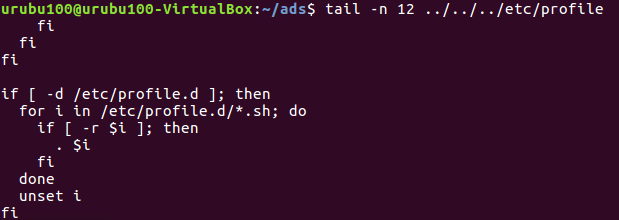 urubu100@urubu100-VirtualBox:~/ads$ tail -n 12 ../../../etc/profile
    fi
  fi
fi

if [ -d /etc/profile.d ]; then
  for i in /etc/profile.d/*.sh; do
    if [ -r $i ]; then
      . $i
    fi
  done
  unset i
fi